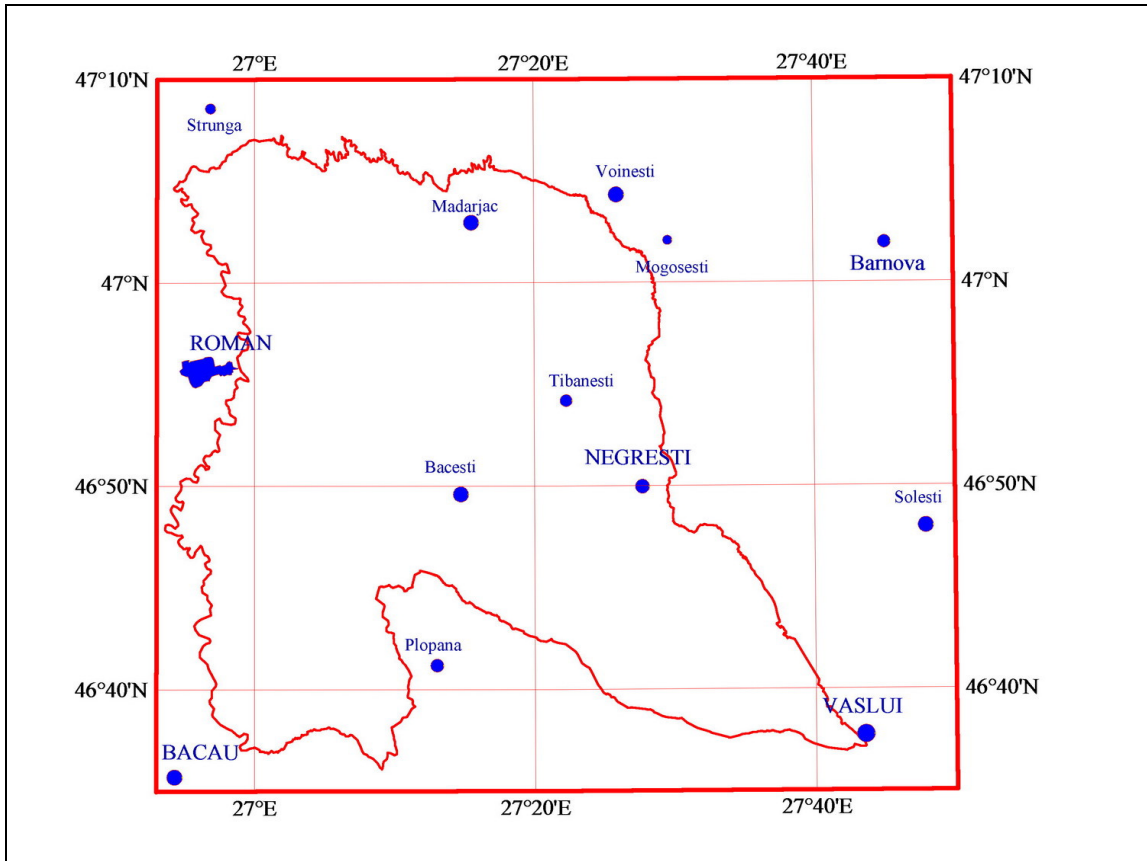 27°E
27°20'E
27°40'E
47°10'N
47°10'N
Strunga
Voinesti
Madarjac
Mogosesti
Barnova
47°N
47°N
ROMAN
Tibanesti
NEGRESTI
Bacesti
46°50'N
46°50'N
Solesti
Plopana
46°40'N
46°40'N
VASLUI
BACAU
27°E
27°20'E
27°40'E